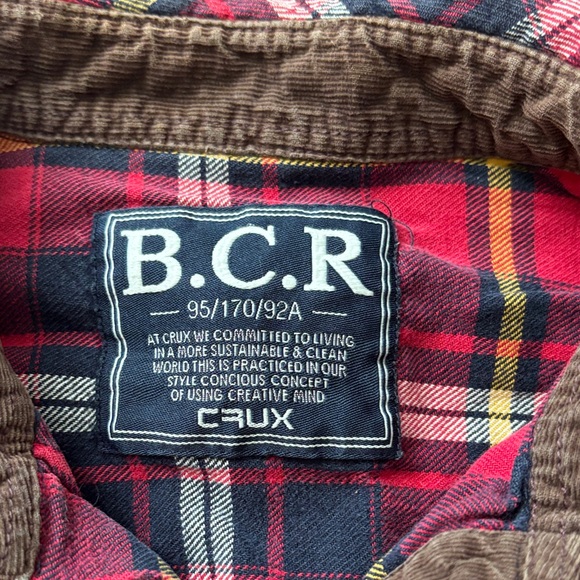 B.C.R
95/170/92A
AT CRUX WE COMMITTED TO LIVING
IN A MORE SUSTAINABLE & CLEAN
WORLD THIS IS PRACTICED IN OUR
STYLE CONCIOUS CONCEPT
OF USING CREATIVE MIND
CRUX